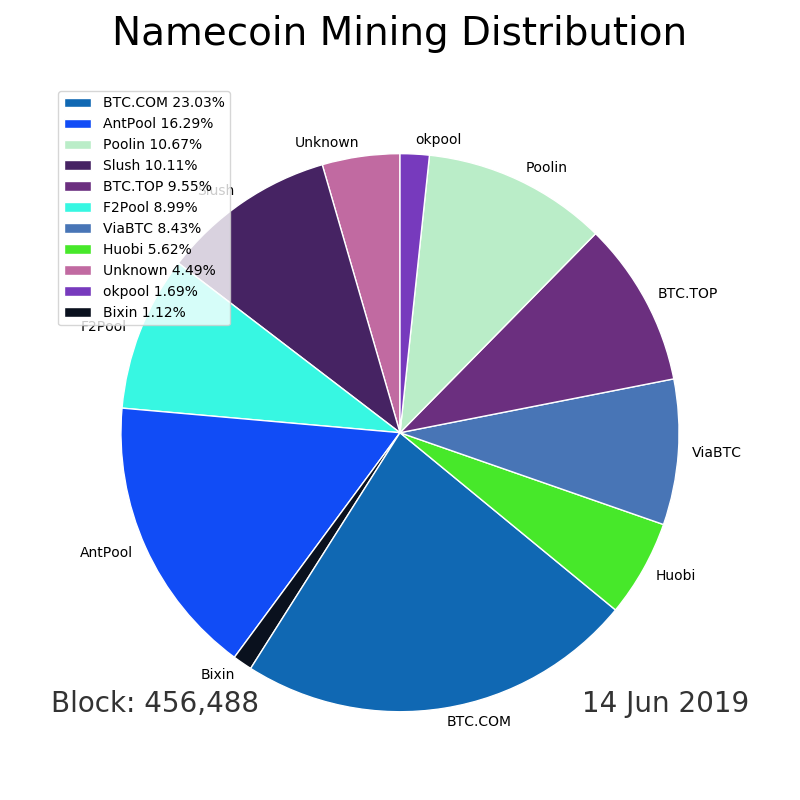 Namecoin Mining Distribution
BTC.COM 23.03%
AntPool 16.29%
Poolin 10.67%
Slush 10.11%
BTC.TOP 9.55%
F2Pool 8.99%
ViaBTC 8.43%
Huobi 5.62%
Unknown 4.49%
okpool 1.69%
Bixin 1.12%
Unknown
okpool
Poolin
Slush
BTC.TOP
F2Pool
ViaBTC
AntPool
Huobi
Bixin
BTC.COM
Block: 456,488
14 Jun 2019